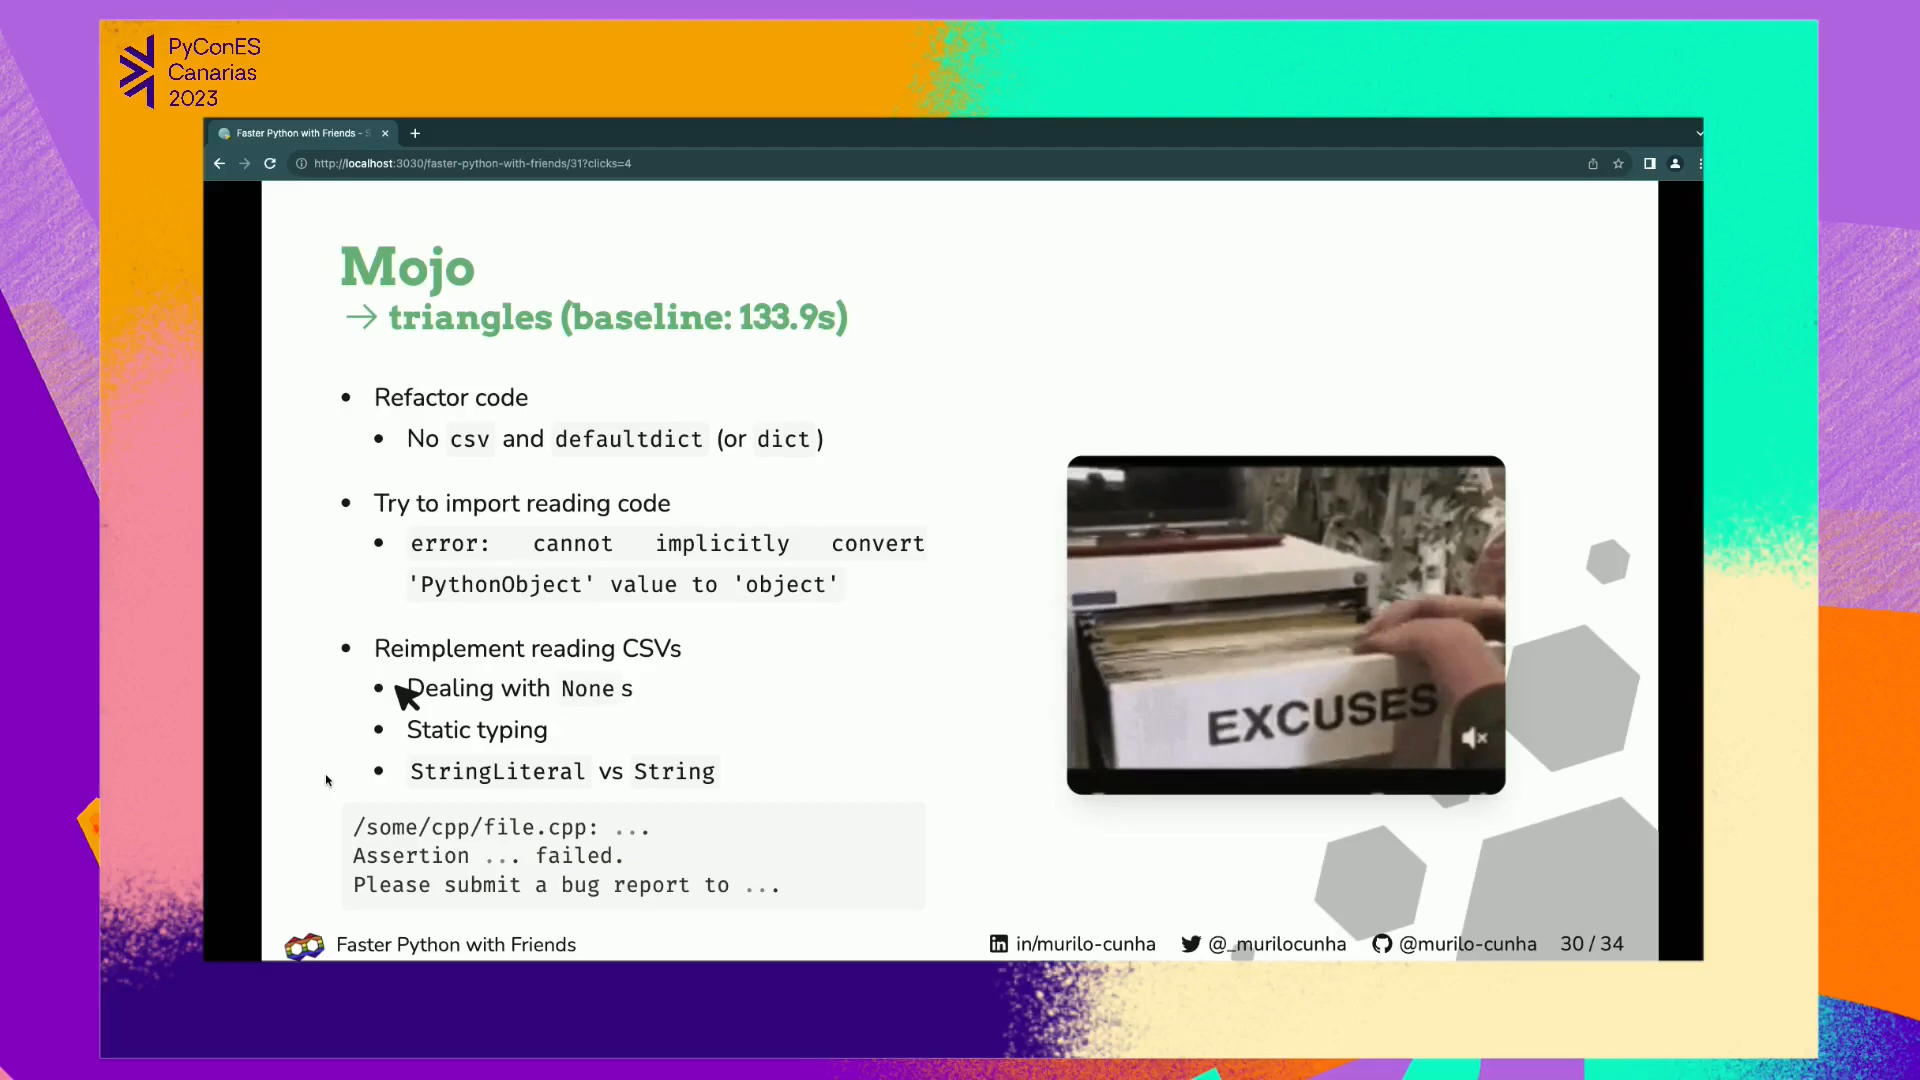 PyConES
Canarias
2023
Faster Python with Friends - S
http://localhost:3030/faster-python-with-friends/31?clicks=4
Mojo
→ triangles (baseline: 133.9s)
• Refactor code
• No csv and defaultdict (or dict)
• Try to import reading code
• error: cannot implicitly convert
'PythonObject' value to 'object'
• Reimplement reading CSVs
• Dealing with Nones
• Static typing
• StringLiteral vs String
/some/cpp/file.cpp: ...
Assertion ... failed.
Please submit a bug report to ...
EXCUSES
Faster Python with Friends
in/murilo-cunha
@_murilocunha
@murilo-cunha
30 / 34